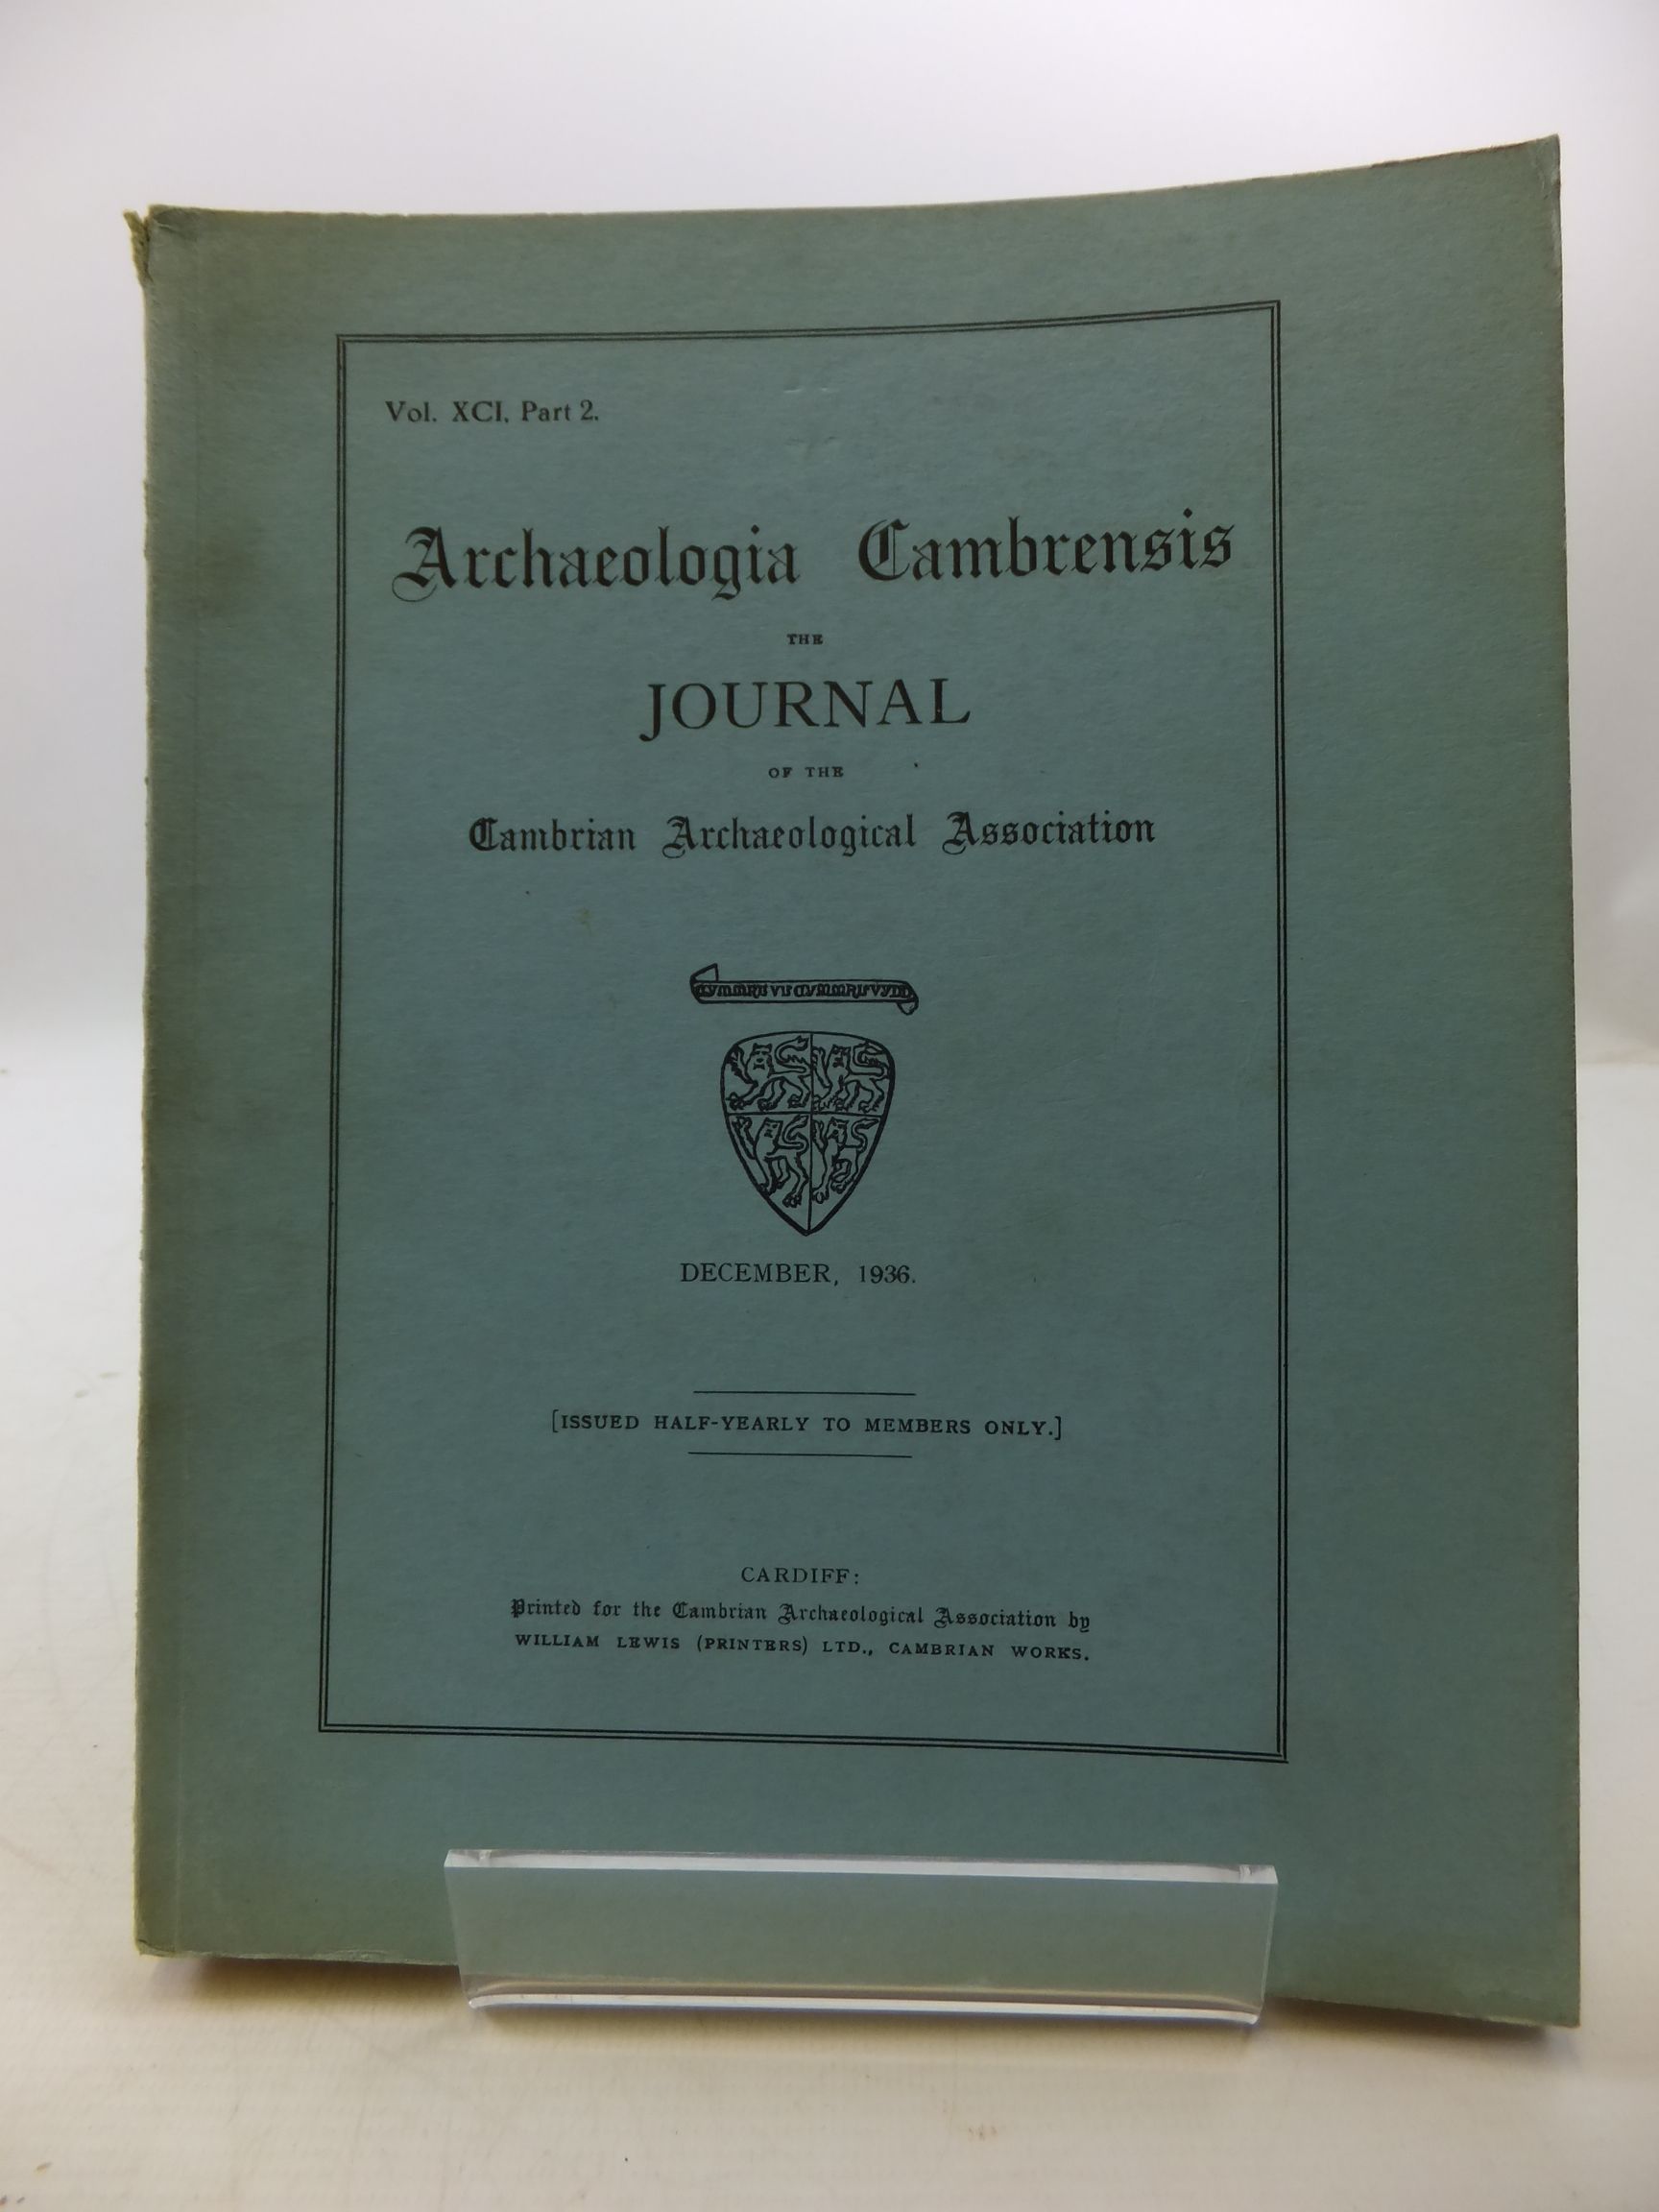 Vol. XCI, Part 2.
Archaeologia Cambrensis
THE
JOURNAL
OF THE
Cambrian Archaeological Association
DECEMBER, 1936.
[ISSUED HALF-YEARLY TO MEMBERS ONLY.]
CARDIFF:
Printed for the Cambrian Archaeological Association by
WILLIAM LEWIS (PRINTERS) LTD., CAMBRIAN WORKS.